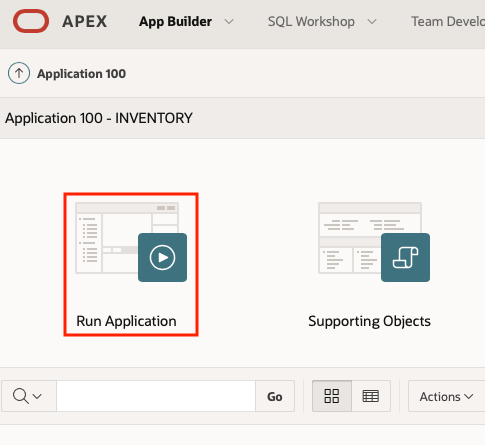 APEX App Builder SQL Workshop Team Develo
Application 100
Application 100 - INVENTORY
Run Application Supporting Objects
Go Actions